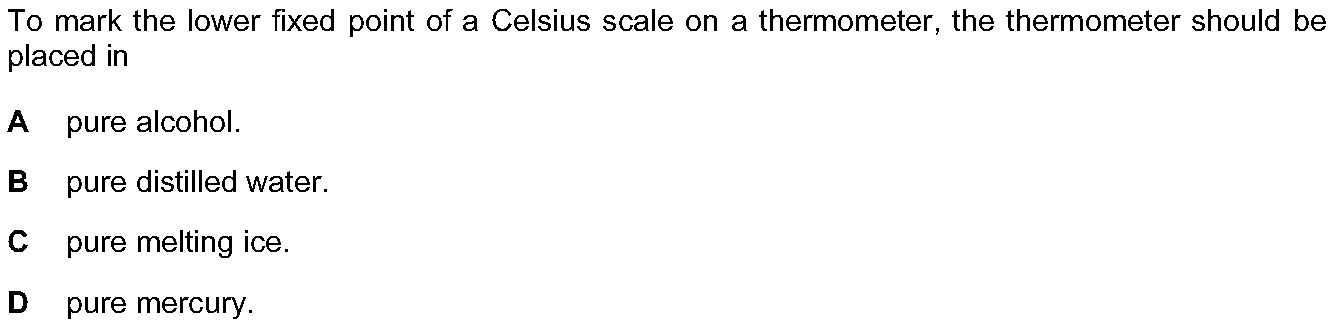 To mark the lower fixed point of a Celsius scale on a thermometer, the thermometer should be
placed in
A pure alcohol.
B pure distilled water.
C pure melting ice.
D pure mercury.